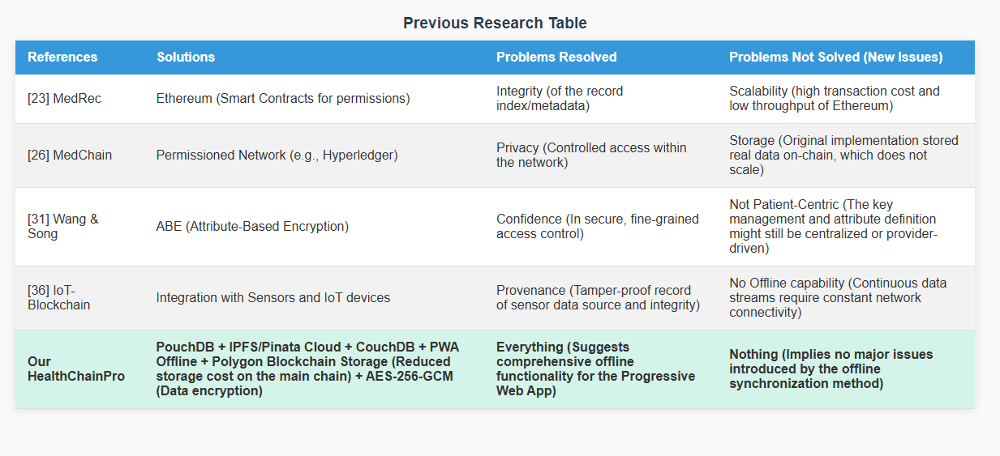 Previous Research Table
References Solutions Problems Resolved Problems Not Solved (New Issues)
[23] MedRec
Ethereum (Smart Contracts for permissions)
Integrity (of the record
index/metadata)
Scalability (high transaction cost and
low throughput of Ethereum)
[26] MedChain
Permissioned Network (e.g., Hyperledger)
Privacy (Controlled access within
the network)
Storage (Original implementation stored
real data on-chain, which does not
scale)
[31] Wang &
Song
ABE (Attribute-Based Encryption)
Confidence (In secure, fine-grained
access control)
Not Patient-Centric (The key
management and attribute definition
might still be centralized or provider-
driven)
[36] IoT-
Blockchain
Integration with Sensors and IoT devices
Provenance (Tamper-proof record
of sensor data source and integrity)
No Offline capability (Continuous data
streams require constant network
connectivity)
Our
HealthChainPro
PouchDB + IPFS/Pinata Cloud + CouchDB + PWA
Offline + Polygon Blockchain Storage (Reduced
storage cost on the main chain) + AES-256-GCM
(Data encryption)
Everything (Suggests
comprehensive offline
functionality for the Progressive
Web App)
Nothing (Implies no major issues
introduced by the offline
synchronization method)